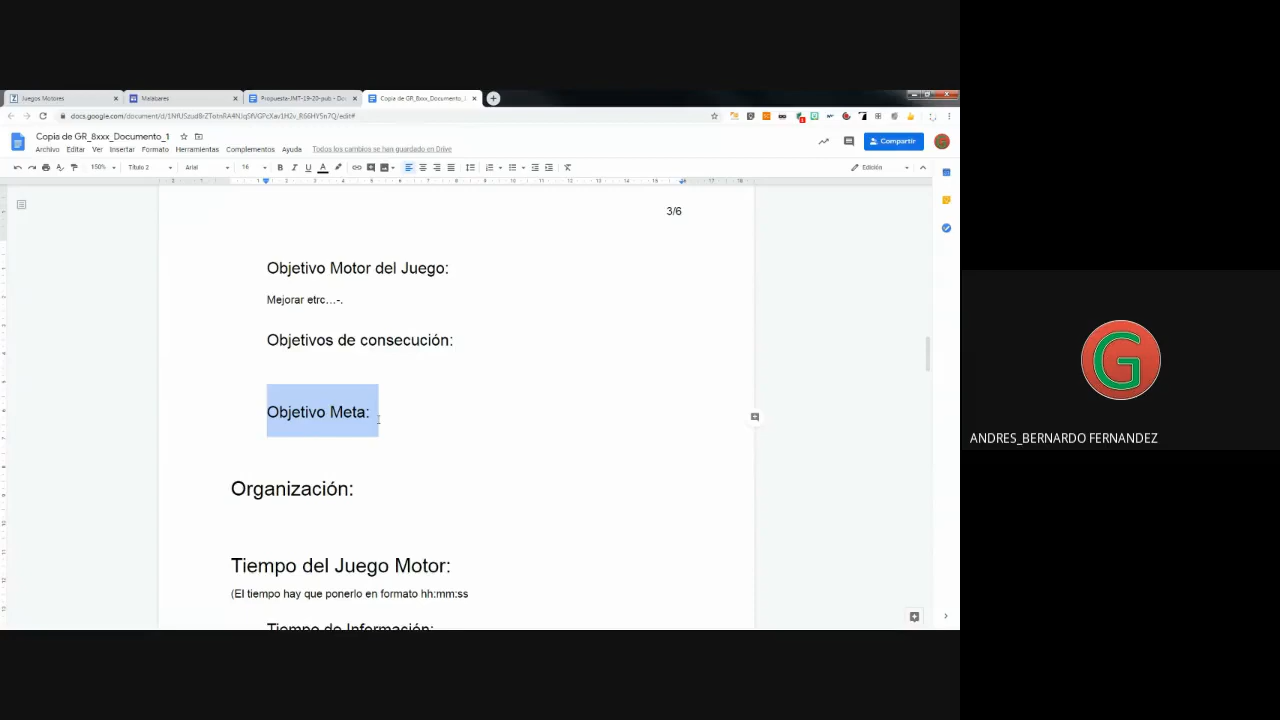 Juegos Motores
Malabares
Propuesta-JMT-19-20-pub - Doc
Copia de GR_8xxx_Documento_1
Copia de GR_8xxx_Documento_1
Compartir
Archivo Editar Ver Insertar Formato Herramientas Complementos Ayuda Todos los cambios se han guardado en Drive
150% Título 2 Arial 16 Edición
3/6
Objetivo Motor del Juego:
Mejorar etrc...-.
Objetivos de consecución:
Objetivo Meta:
Organización:
Tiempo del Juego Motor:
(El tiempo hay que ponerlo en formato hh:mm:ss
Tiempo de Información:
G
ANDRES_BERNARDO FERNANDEZ